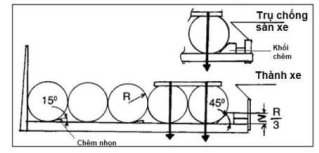 Trụ chống
sàn xe
Khối
chêm
Thành xe
15⁰
R
45⁰
≥ R
3
Chêm nhọn